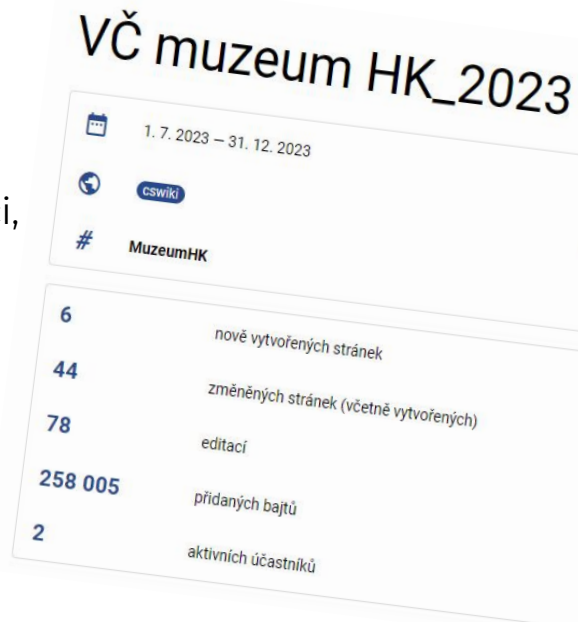 VČ muzeum HK_2023
1. 7. 2023 – 31. 12. 2023
cswiki
i,
# MuzeumHK
6 nově vytvořených stránek
44 změněných stránek (včetně vytvořených)
78 editací
258 005 přidaných bajtů
2 aktivních účastníků